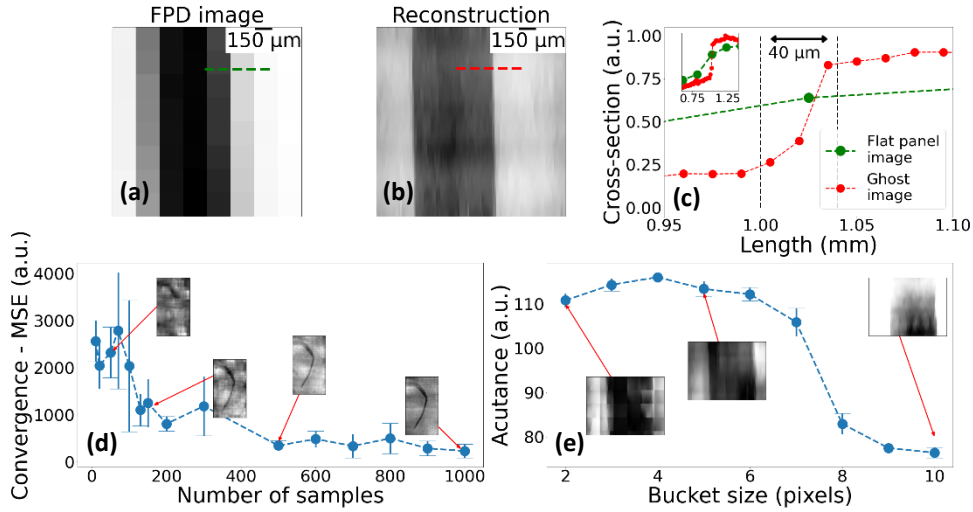 FPD image
150 μm
(a)
Reconstruction
150 μm
(b)
Cross-section (a.u.)
1.00
0.75
0.50
0.25
0.00
0.75
1.25
40 μm
Flat panel
image
Ghost
image
(c)
0.95
1.00
1.05
1.10
Length (mm)
Convergence - MSE (a.u.)
4000
3000
2000
1000
0
(d)
0
200
400
600
800
1000
Number of samples
Acutance (a.u.)
110
100
90
80
(e)
2
4
6
8
10
Bucket size (pixels)